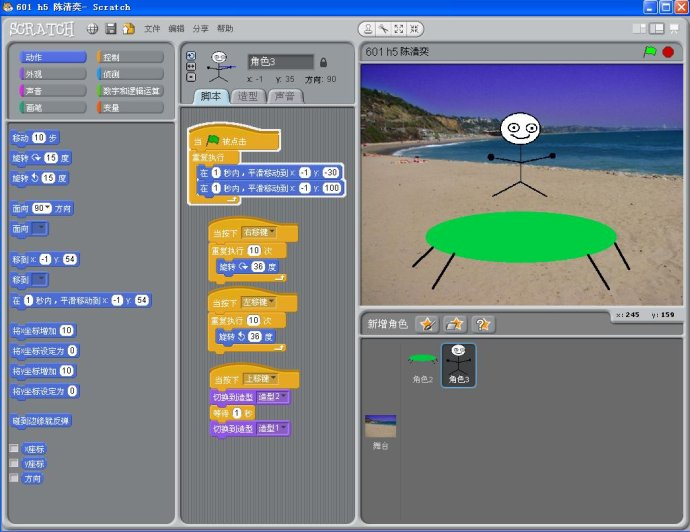 601 h5 陈清奕- Scratch
SCRATCH 文件 编辑 分享 帮助
动作 控制
外观 侦测
声音 数字和逻辑运算
画笔 变量
移动 10 步
旋转 15 度
旋转 15 度
面向 90 方向
面向
移到 x: -1 y: 54
移到
在 1 秒内，平滑移动到 x: -1 y: 54
将x坐标增加 10
将x坐标设定为 0
将y坐标增加 10
将y坐标设定为 0
碰到边缘就反弹
x座标
y座标
方向
角色3
x: -1 y: 35 方向: 90
脚本 造型 声音
当 被点击
重复执行
在 1 秒内，平滑移动到 x: -1 y: -30
在 1 秒内，平滑移动到 x: -1 y: 100
当按下 右移键
重复执行 10 次
旋转 36 度
当按下 左移键
重复执行 10 次
旋转 36 度
当按下 上移键
切换到造型 造型2
等待 1 秒
切换到造型 造型1
601 h5 陈清奕
x: 245 y: 159
新增角色
角色2 角色3
舞台